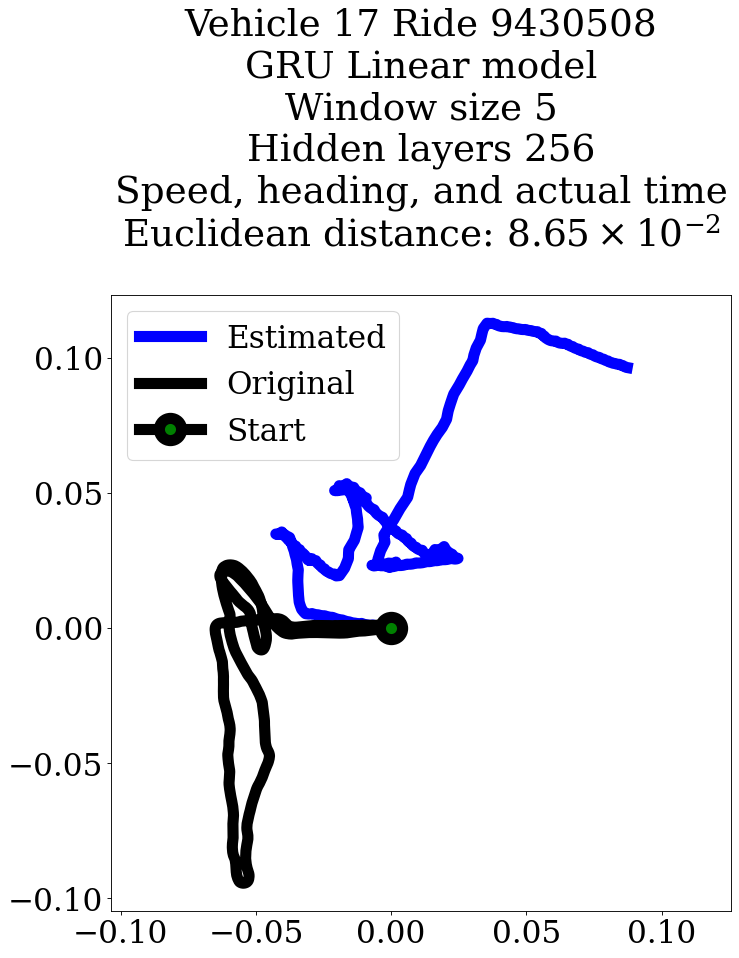 Vehicle 17 Ride 9430508
GRU Linear model
Window size 5
Hidden layers 256
Speed, heading, and actual time
Euclidean distance: 8.65 × 10⁻²
Estimated
Original
Start
0.10
0.05
0.00
−0.05
−0.10
−0.10 −0.05 0.00 0.05 0.10